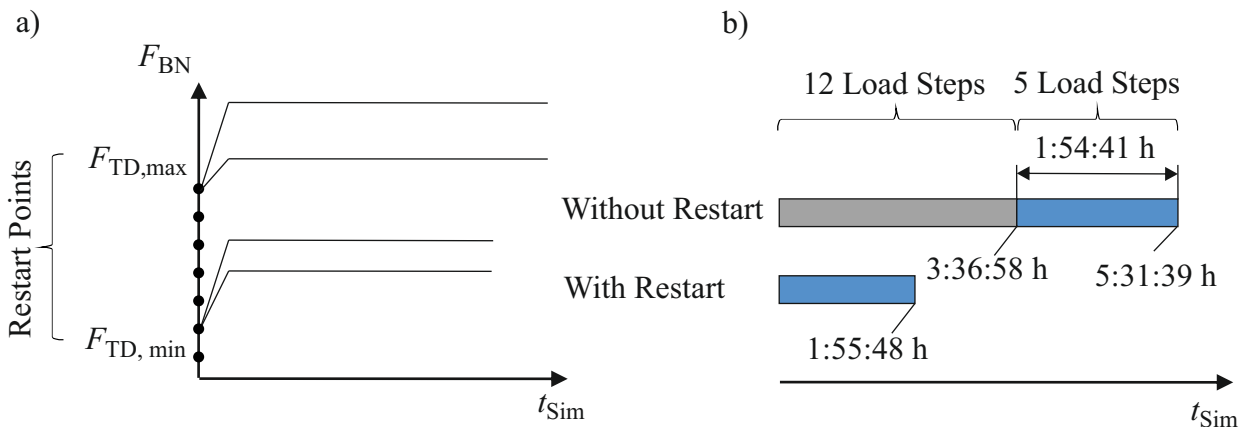 a)
F_BN
F_TD,max
Restart Points
F_TD, min
t_Sim
b)
12 Load Steps
5 Load Steps
1:54:41 h
Without Restart
3:36:58 h
5:31:39 h
With Restart
1:55:48 h
t_Sim